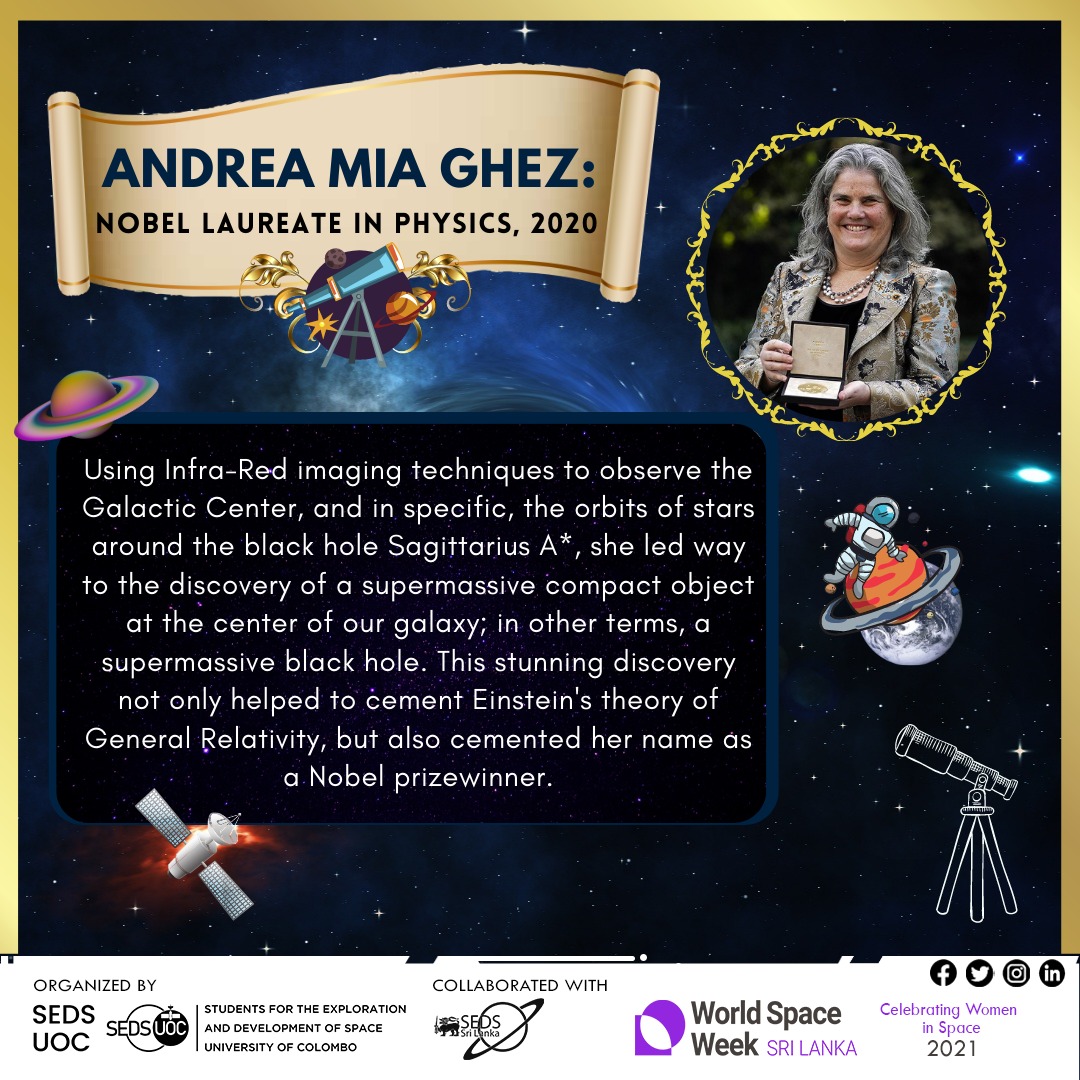 ANDREA MIA GHEZ:
NOBEL LAUREATE IN PHYSICS, 2020
Using Infra-Red imaging techniques to observe the
Galactic Center, and in specific, the orbits of stars
around the black hole Sagittarius A*, she led way
to the discovery of a supermassive compact object
at the center of our galaxy; in other terms, a
supermassive black hole. This stunning discovery
not only helped to cement Einstein's theory of
General Relativity, but also cemented her name as
a Nobel prizewinner.
ORGANIZED BY
SEDS
UOC
SEDS UOC
STUDENTS FOR THE EXPLORATION
AND DEVELOPMENT OF SPACE
UNIVERSITY OF COLOMBO
COLLABORATED WITH
SEDS
Sri Lanka
World Space
Week SRI LANKA
Celebrating Women
in Space
2021